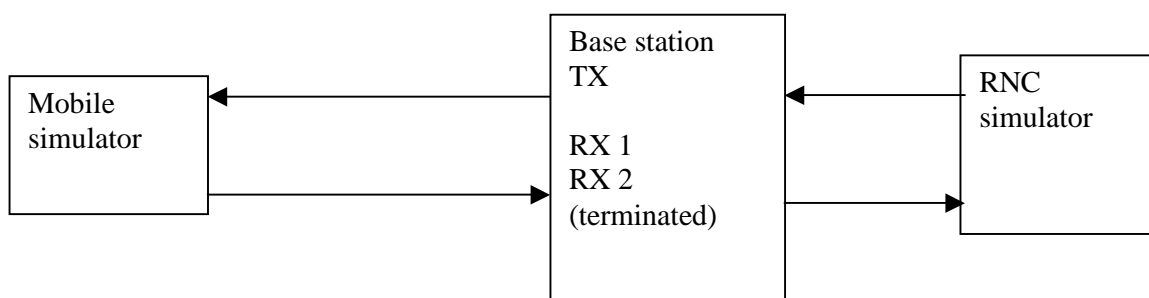 Mobile
simulator
Base station
TX
RX 1
RX 2
(terminated)
RNC
simulator